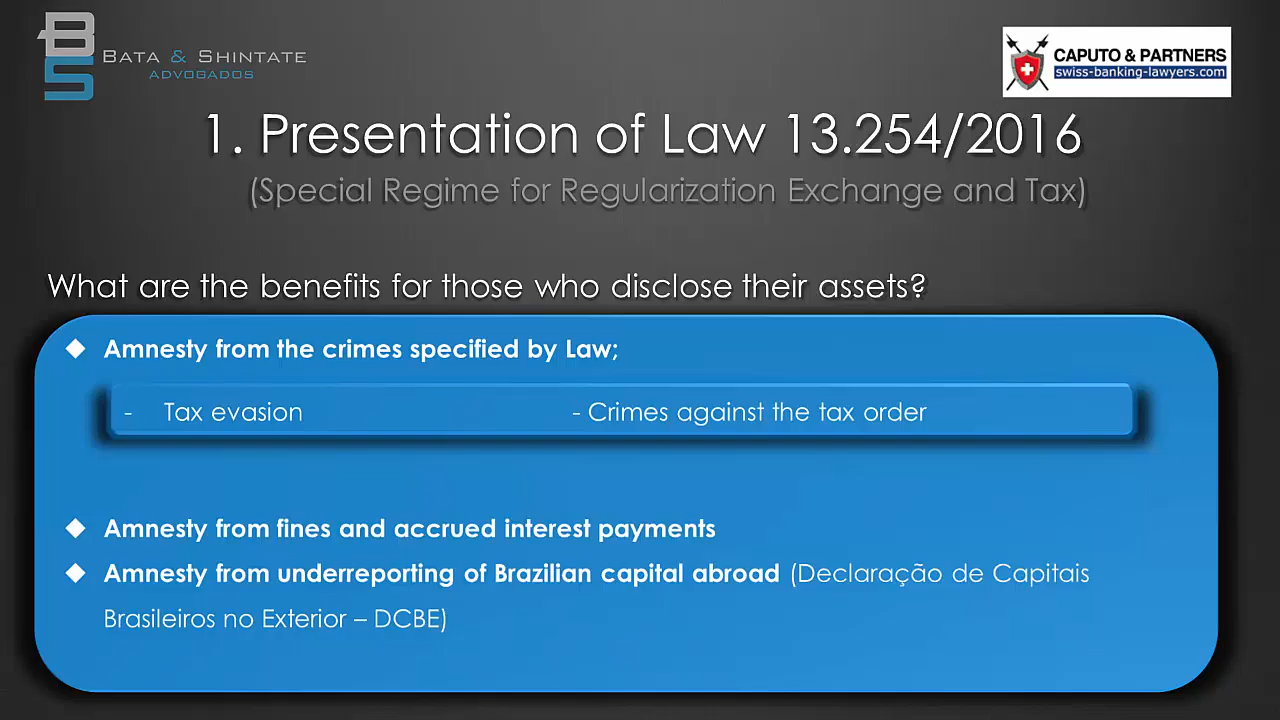 BS
BATA & SHINTATE
ADVOGADOS
CAPUTO & PARTNERS
swiss-banking-lawyers.com
1. Presentation of Law 13.254/2016
(Special Regime for Regularization Exchange and Tax)
What are the benefits for those who disclose their assets?
◆ Amnesty from the crimes specified by Law;
- Tax evasion - Crimes against the tax order
◆ Amnesty from fines and accrued interest payments
◆ Amnesty from underreporting of Brazilian capital abroad (Declaração de Capitais
Brasileiros no Exterior – DCBE)